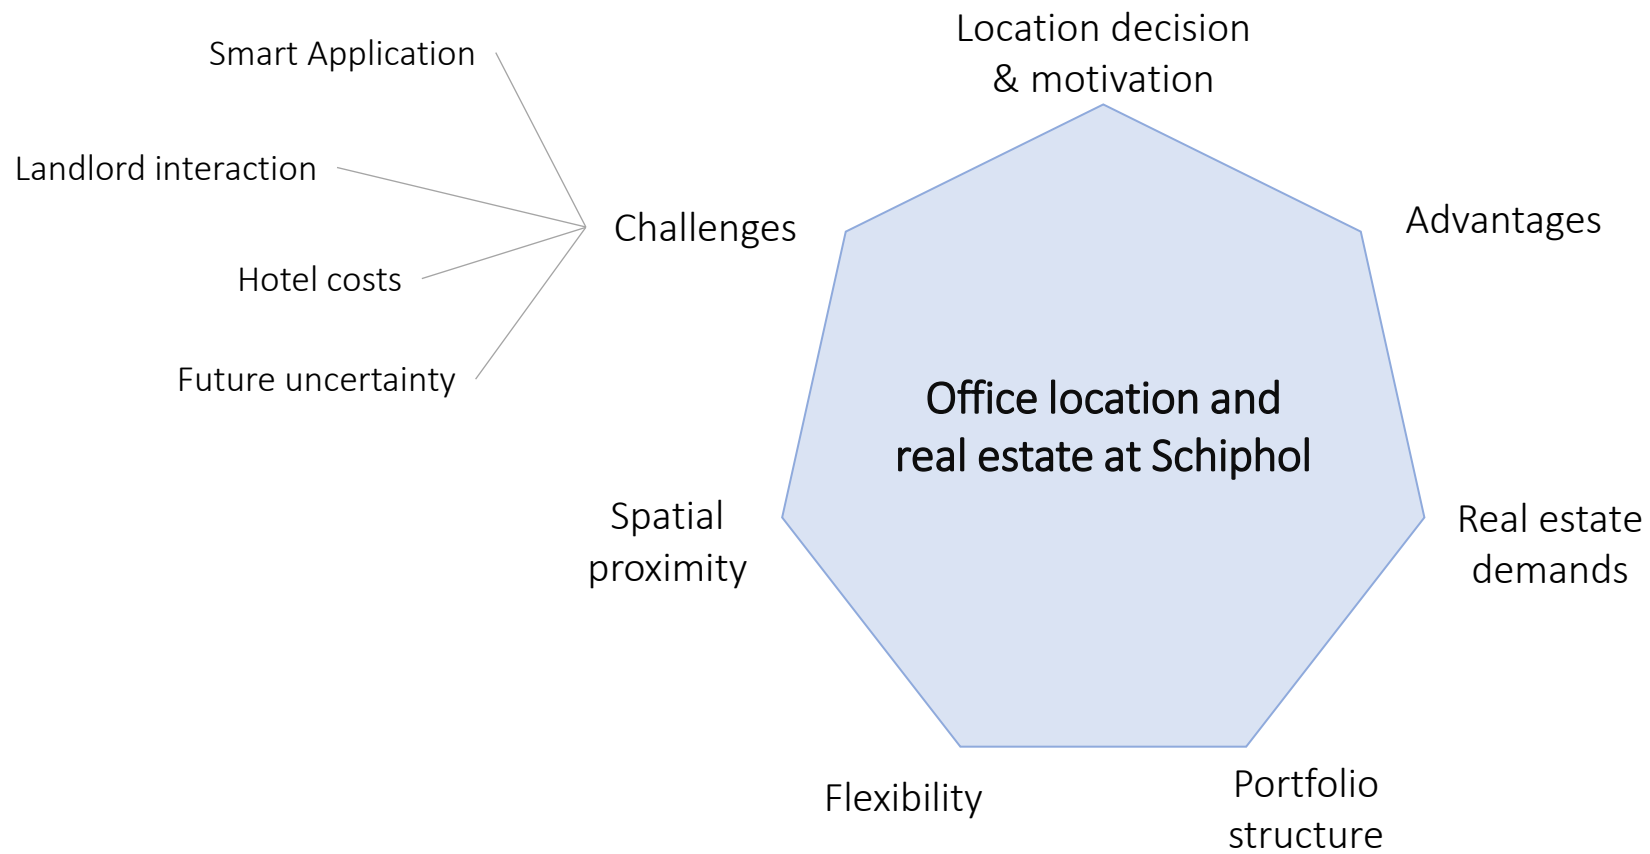 Location decision
& motivation
Smart Application
Landlord interaction
Challenges
Advantages
Hotel costs
Future uncertainty
Office location and
real estate at Schiphol
Spatial
proximity
Real estate
demands
Flexibility
Portfolio
structure